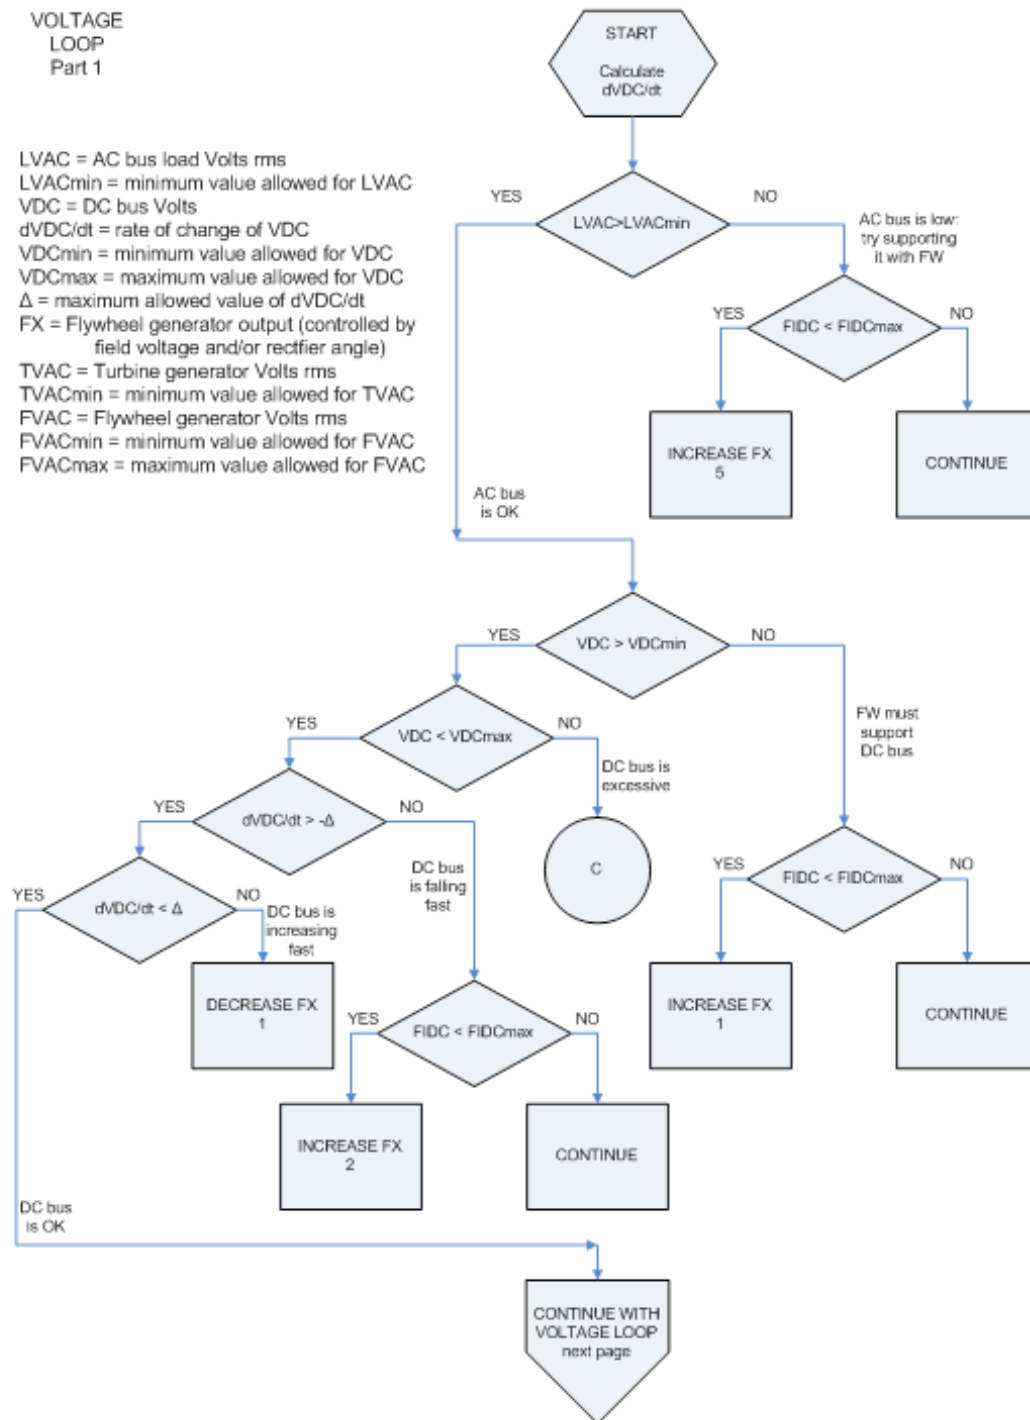 VOLTAGE
LOOP
Part 1
START
Calculate
dVDC/dt
LVAC = AC bus load Volts rms
LVACmin = minimum value allowed for LVAC
VDC = DC bus Volts
dVDC/dt = rate of change of VDC
VDCmin = minimum value allowed for VDC
VDCmax = maximum value allowed for VDC
Δ = maximum allowed value of dVDC/dt
FX = Flywheel generator output (controlled by
field voltage and/or rectfier angle)
TVAC = Turbine generator Volts rms
TVACmin = minimum value allowed for TVAC
FVAC = Flywheel generator Volts rms
FVACmin = minimum value allowed for FVAC
FVACmax = maximum value allowed for FVAC
YES
LVAC>LVACmin
NO
AC bus is low:
try supporting
it with FW
YES
FIDC < FIDCmax
NO
INCREASE FX
5
CONTINUE
AC bus
is OK
YES
VDC > VDCmin
NO
YES
VDC < VDCmax
NO
FW must
support
DC bus
DC bus is
excessive
YES
dVDC/dt > -Δ
NO
C
YES
FIDC < FIDCmax
NO
DC bus
is falling
fast
YES
dVDC/dt < Δ
NO
DC bus is
increasing
fast
DECREASE FX
1
INCREASE FX
1
CONTINUE
YES
FIDC < FIDCmax
NO
INCREASE FX
2
CONTINUE
DC bus
is OK
CONTINUE WITH
VOLTAGE LOOP
next page